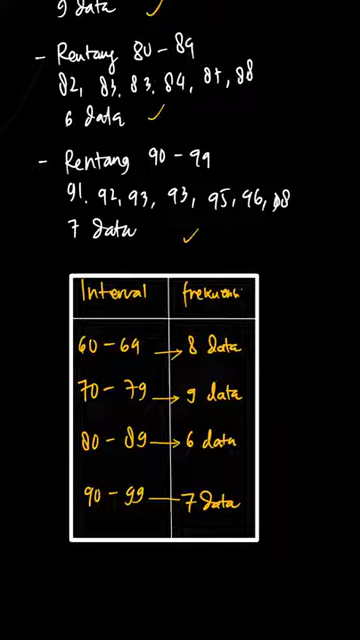 9 data
- Rentang 80 - 89
82, 83, 83, 84, 87, 88
6 data
- Rentang 90 - 99
91, 92, 93, 93, 95, 96, 98
7 data
Interval frekuensi
60 - 69 → 8 data
70 - 79 → 9 data
80 - 89 → 6 data
90 - 99 — 7 data